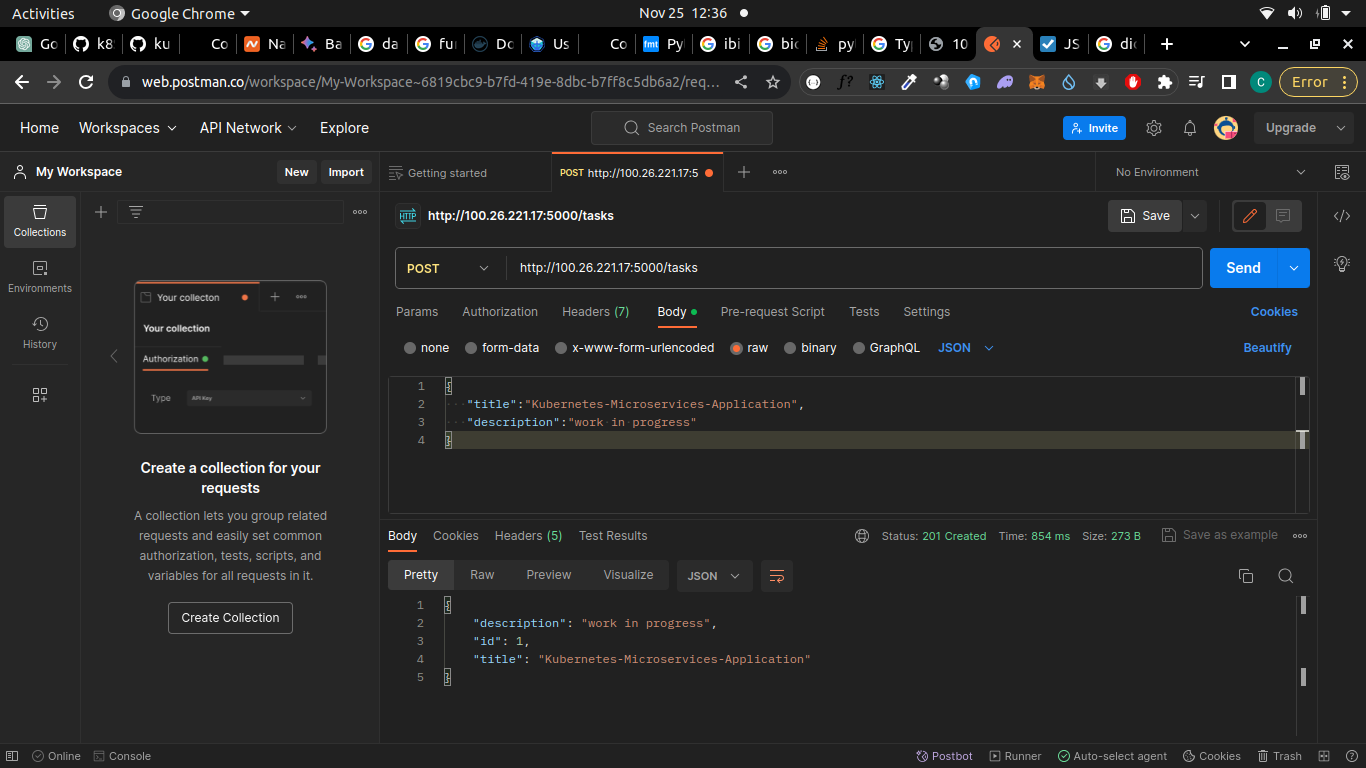 Activities Google Chrome Nov 25 12:36
Go k8 ku Co Na Ba da fur Do Us Co Py ibi bic py Typ 10 JS dic
web.postman.co/workspace/My-Workspace~6819cbc9-b7fd-419e-8dbc-b7ff8c5db6a2/req... Error
Home Workspaces API Network Explore Search Postman Invite Upgrade
My Workspace New Import Getting started POST http://100.26.221.17:5 No Environment
Collections
Environments
History
Your collecton
Your collection
Authorization
Type API Key
Create a collection for your
requests
A collection lets you group related
requests and easily set common
authorization, tests, scripts, and
variables for all requests in it.
Create Collection
HTTP http://100.26.221.17:5000/tasks Save
POST http://100.26.221.17:5000/tasks Send
Params Authorization Headers (7) Body Pre-request Script Tests Settings Cookies
none form-data x-www-form-urlencoded raw binary GraphQL JSON Beautify
1 {
2 "title":"Kubernetes-Microservices-Application",
3 "description":"work in progress"
4 }
Body Cookies Headers (5) Test Results Status: 201 Created Time: 854 ms Size: 273 B Save as example
Pretty Raw Preview Visualize JSON
1 {
2 "description": "work in progress",
3 "id": 1,
4 "title": "Kubernetes-Microservices-Application"
5 }
Online Console Postbot Runner Auto-select agent Cookies Trash